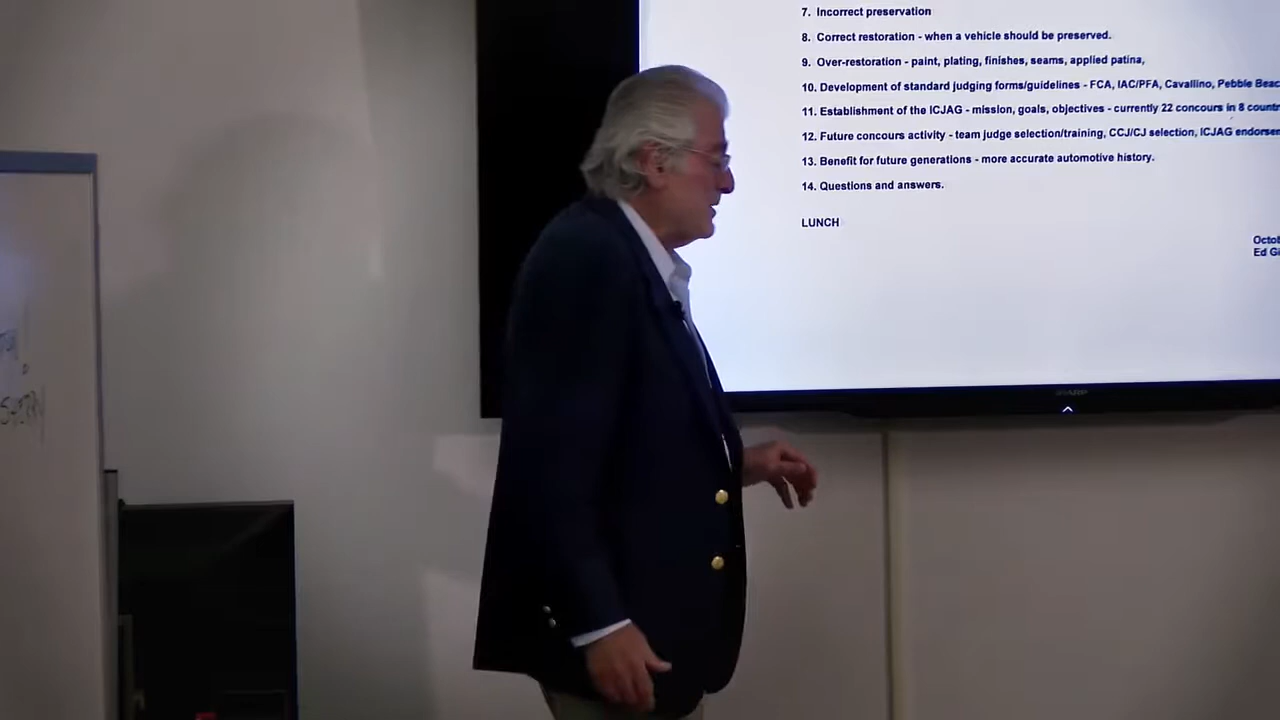 7. Incorrect preservation
8. Correct restoration - when a vehicle should be preserved.
9. Over-restoration - paint, plating, finishes, seams, applied patina,
10. Development of standard judging forms/guidelines - FCA, IAC/PFA, Cavallino, Pebble Beac
11. Establishment of the ICJAG - mission, goals, objectives - currently 22 concours in 8 countr
12. Future concours activity - team judge selection/training, CCJ/CJ selection, ICJAG endorsem
13. Benefit for future generations - more accurate automotive history.
14. Questions and answers.
LUNCH
Octob
Ed Gi
SHARP